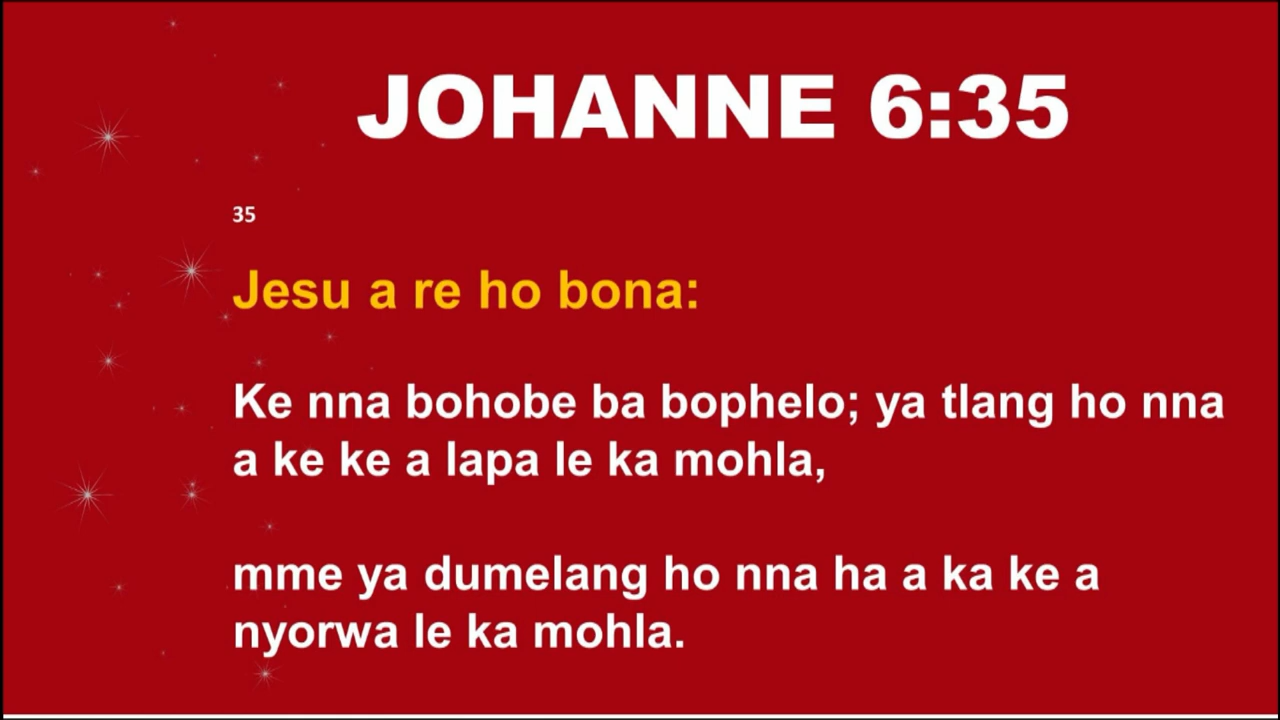 JOHANNE 6:35
35
Jesu a re ho bona:
Ke nna bohobe ba bophelo; ya tlang ho nna
a ke ke a lapa le ka mohla,
mme ya dumelang ho nna ha a ka ke a
nyorwa le ka mohla.